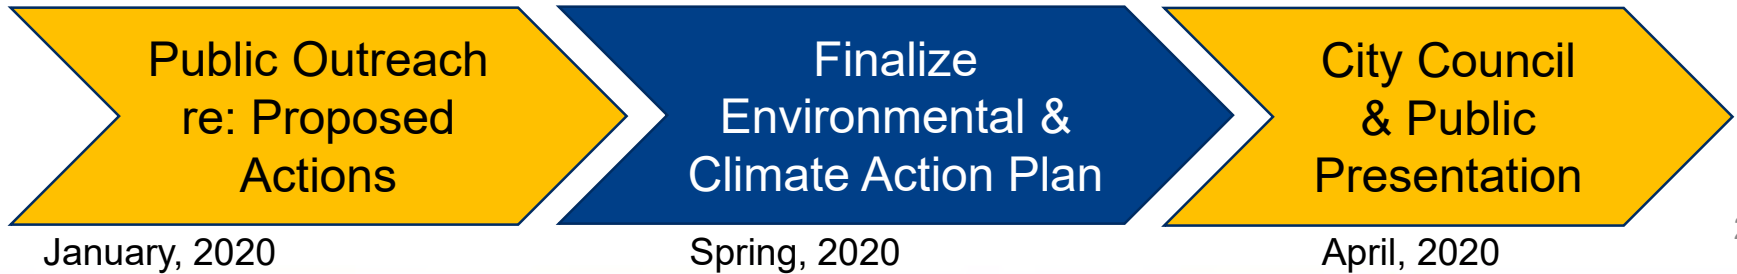 Public Outreach
re: Proposed
Actions
Finalize
Environmental &
Climate Action Plan
City Council
& Public
Presentation
January, 2020
Spring, 2020
April, 2020